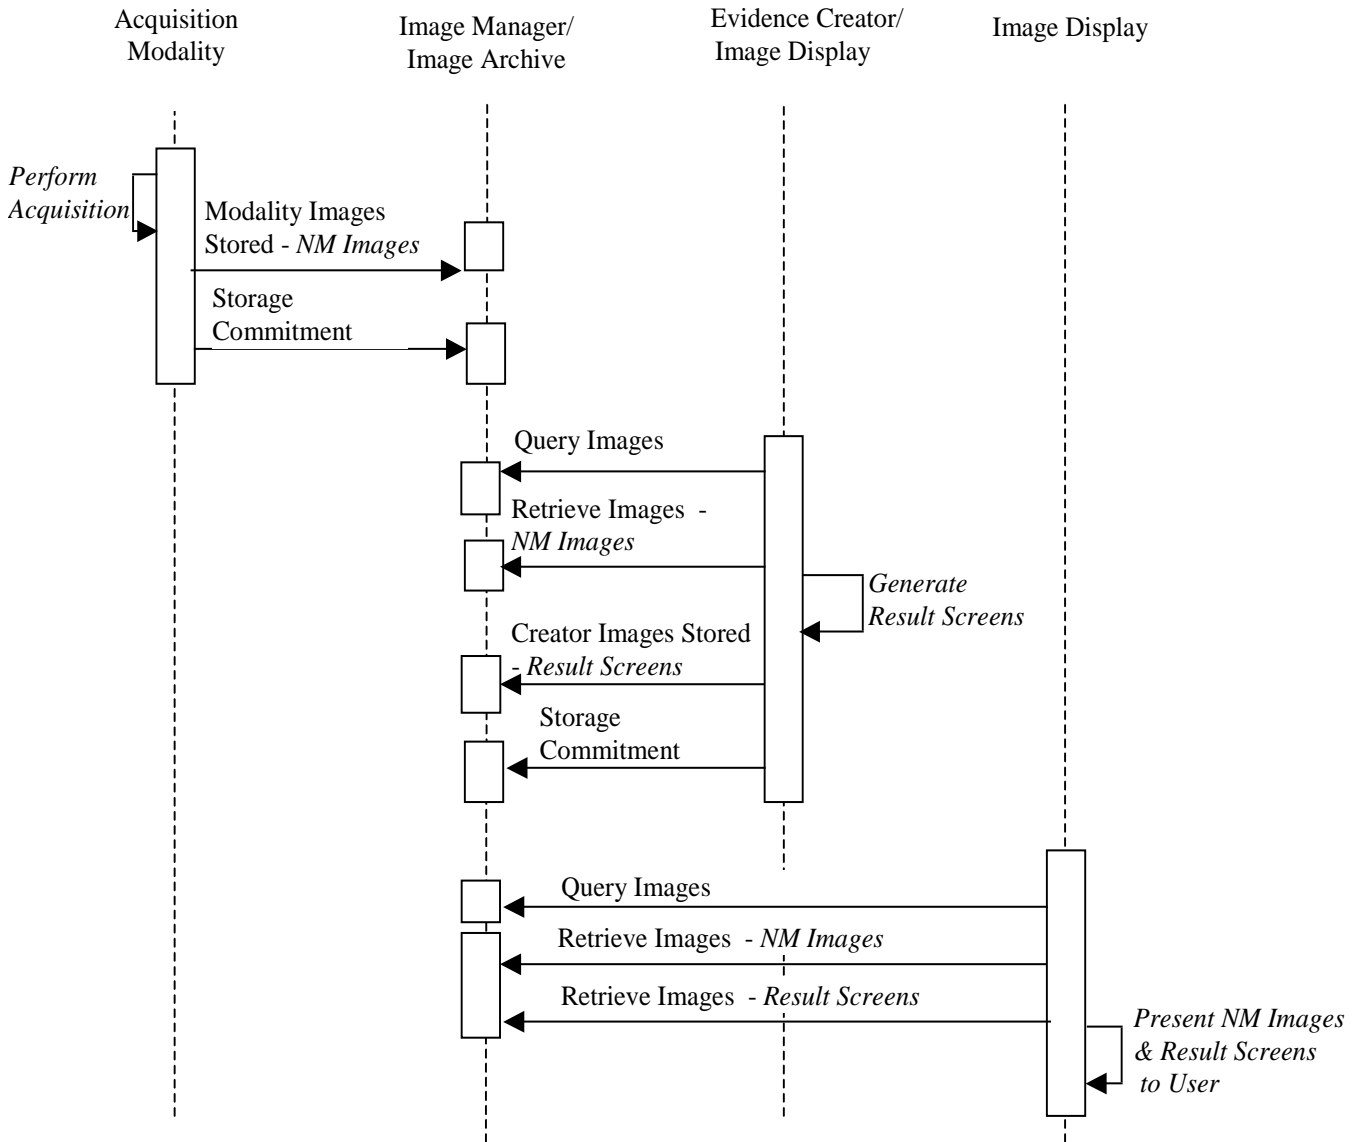 Acquisition
Modality
Image Manager/
Image Archive
Evidence Creator/
Image Display
Image Display
Perform
Acquisition
Modality Images
Stored - NM Images
Storage
Commitment
Query Images
Retrieve Images  -
NM Images
Generate
Result Screens
Creator Images Stored
- Result Screens
Storage
Commitment
Query Images
Retrieve Images  - NM Images
Retrieve Images  - Result Screens
Present NM Images
& Result Screens
to User